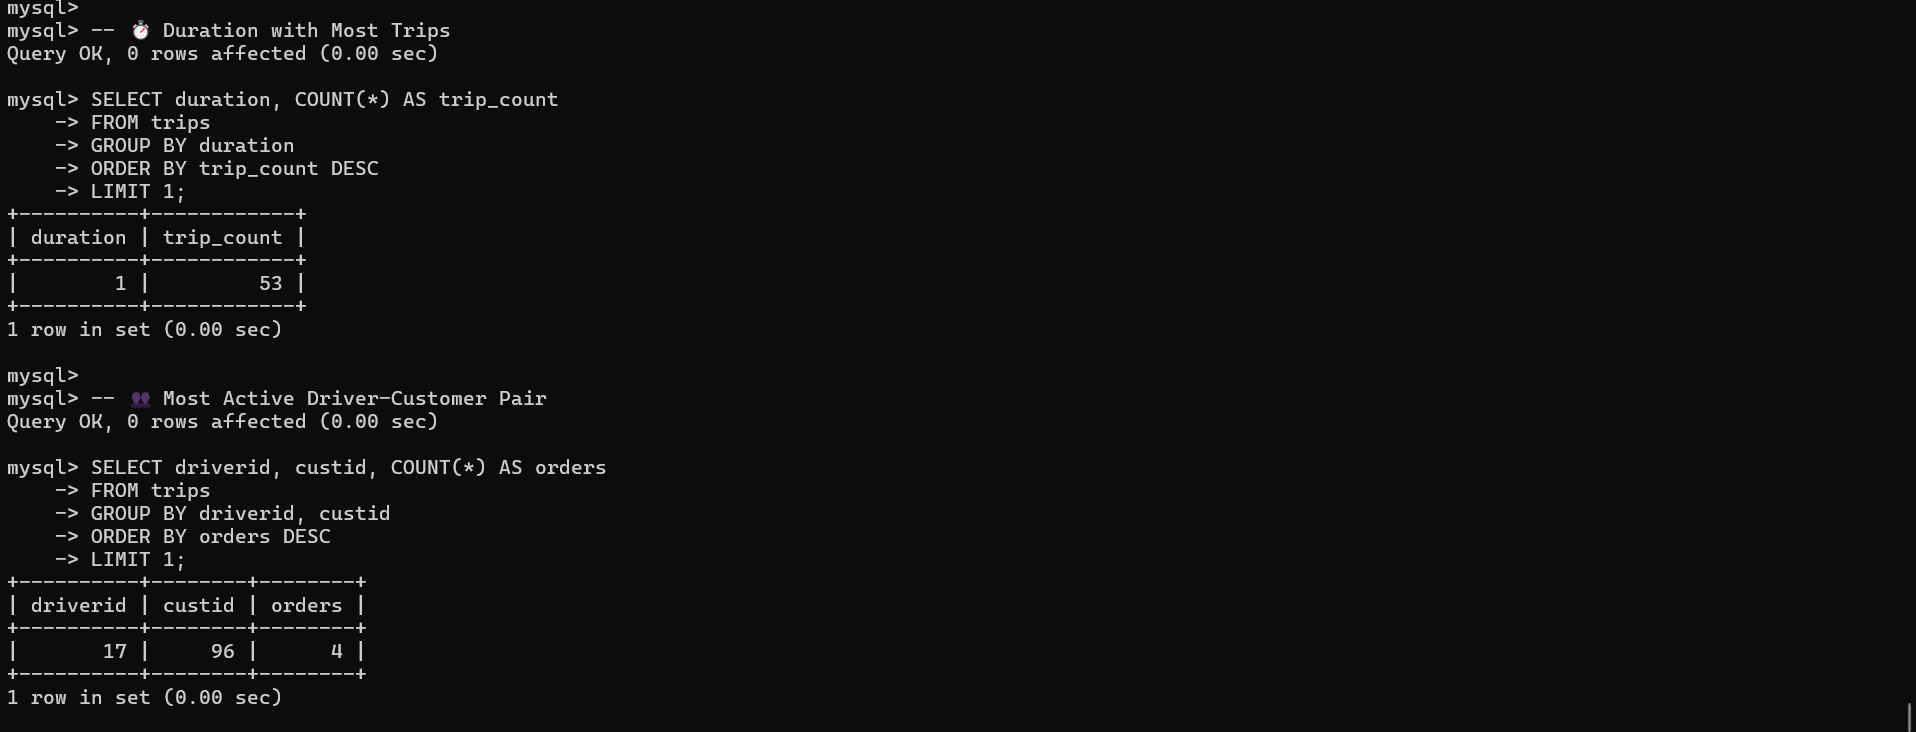 mysql>
mysql> -- ⏱ Duration with Most Trips
Query OK, 0 rows affected (0.00 sec)
mysql> SELECT duration, COUNT(*) AS trip_count
    -> FROM trips
    -> GROUP BY duration
    -> ORDER BY trip_count DESC
    -> LIMIT 1;
+----------+------------+
| duration | trip_count |
+----------+------------+
|        1 |         53 |
+----------+------------+
1 row in set (0.00 sec)
mysql>
mysql> -- 👥 Most Active Driver-Customer Pair
Query OK, 0 rows affected (0.00 sec)
mysql> SELECT driverid, custid, COUNT(*) AS orders
    -> FROM trips
    -> GROUP BY driverid, custid
    -> ORDER BY orders DESC
    -> LIMIT 1;
+----------+--------+--------+
| driverid | custid | orders |
+----------+--------+--------+
|       17 |     96 |      4 |
+----------+--------+--------+
1 row in set (0.00 sec)